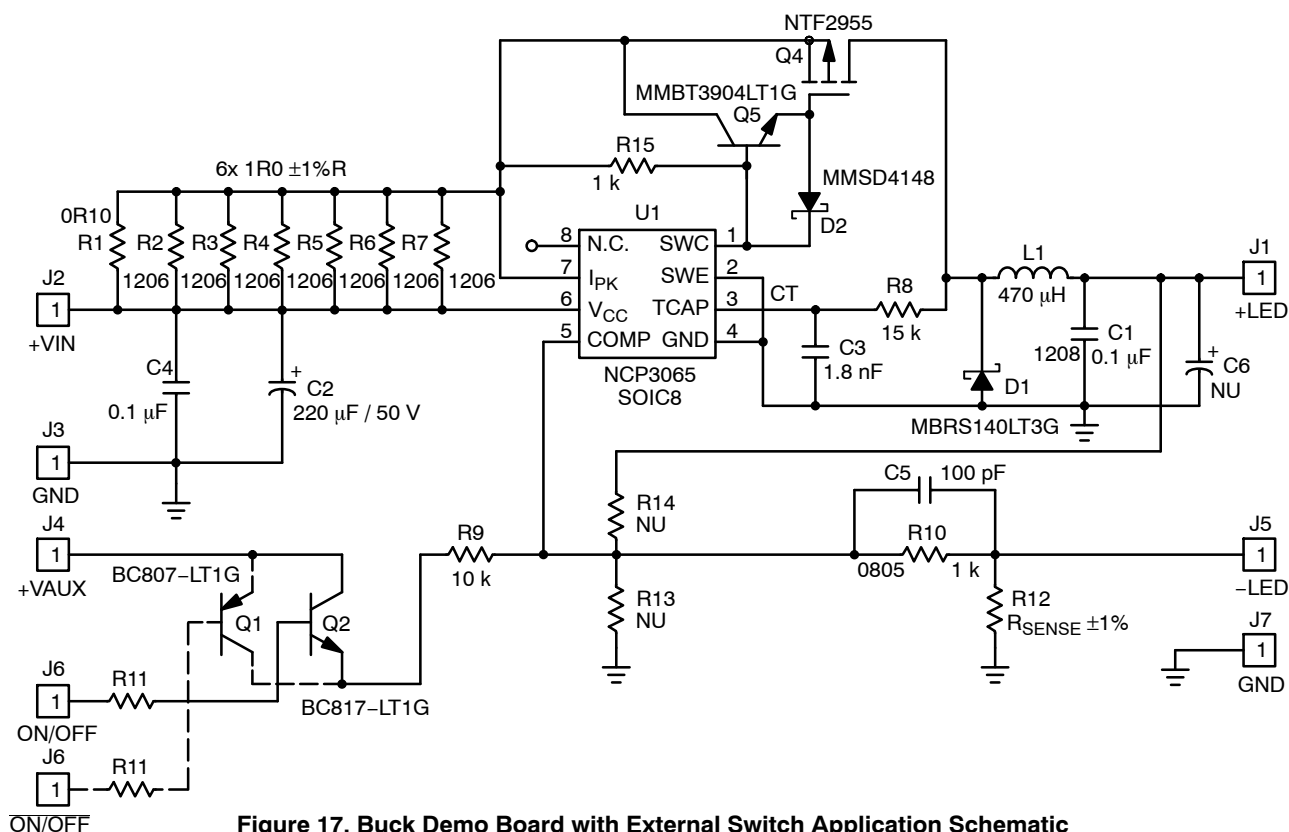 NTF2955
Q4
MMBT3904LT1G
Q5
R15
1 k
6x 1R0 ±1%R
MMSD4148
D2
0R10
R1
R2
R3
R4
R5
R6
R7
1206
1206
1206
1206
1206
1206
1206
U1
8
N.C.
SWC
1
7
IPK
SWE
2
6
VCC
TCAP
3
5
COMP
GND
4
NCP3065
SOIC8
CT
R8
15 k
C3
1.8 nF
L1
470 μH
J1
1
+LED
J2
1
+VIN
C4
0.1 μF
+
C2
220 μF / 50 V
D1
MBRS140LT3G
1208
C1
0.1 μF
+
C6
NU
J3
1
GND
R14
NU
C5
100 pF
R10
0805
1 k
J5
1
–LED
J4
1
+VAUX
BC807–LT1G
Q1
Q2
R9
10 k
R13
NU
R12
RSENSE ±1%
J7
1
GND
J6
1
ON/OFF
R11
BC817–LT1G
J6
1
ON/OFF
R11
Figure 17. Buck Demo Board with External Switch Application Schematic